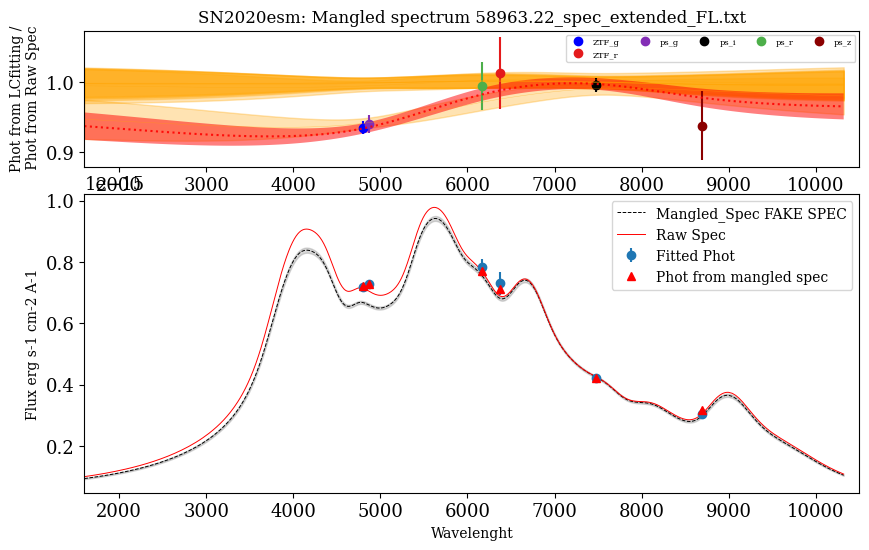 SN2020esm: Mangled spectrum 58963.22_spec_extended_FL.txt
Phot from LCfitting /
Phot from Raw Spec
1.0
0.9
ZTF_g ps_g ps_i ps_r ps_z
ZTF_r
2000 3000 4000 5000 6000 7000 8000 9000 10000
1e−15
Flux erg s-1 cm-2 A-1
1.0
0.8
0.6
0.4
0.2
Mangled_Spec FAKE SPEC
Raw Spec
Fitted Phot
Phot from mangled spec
2000 3000 4000 5000 6000 7000 8000 9000 10000
Wavelenght